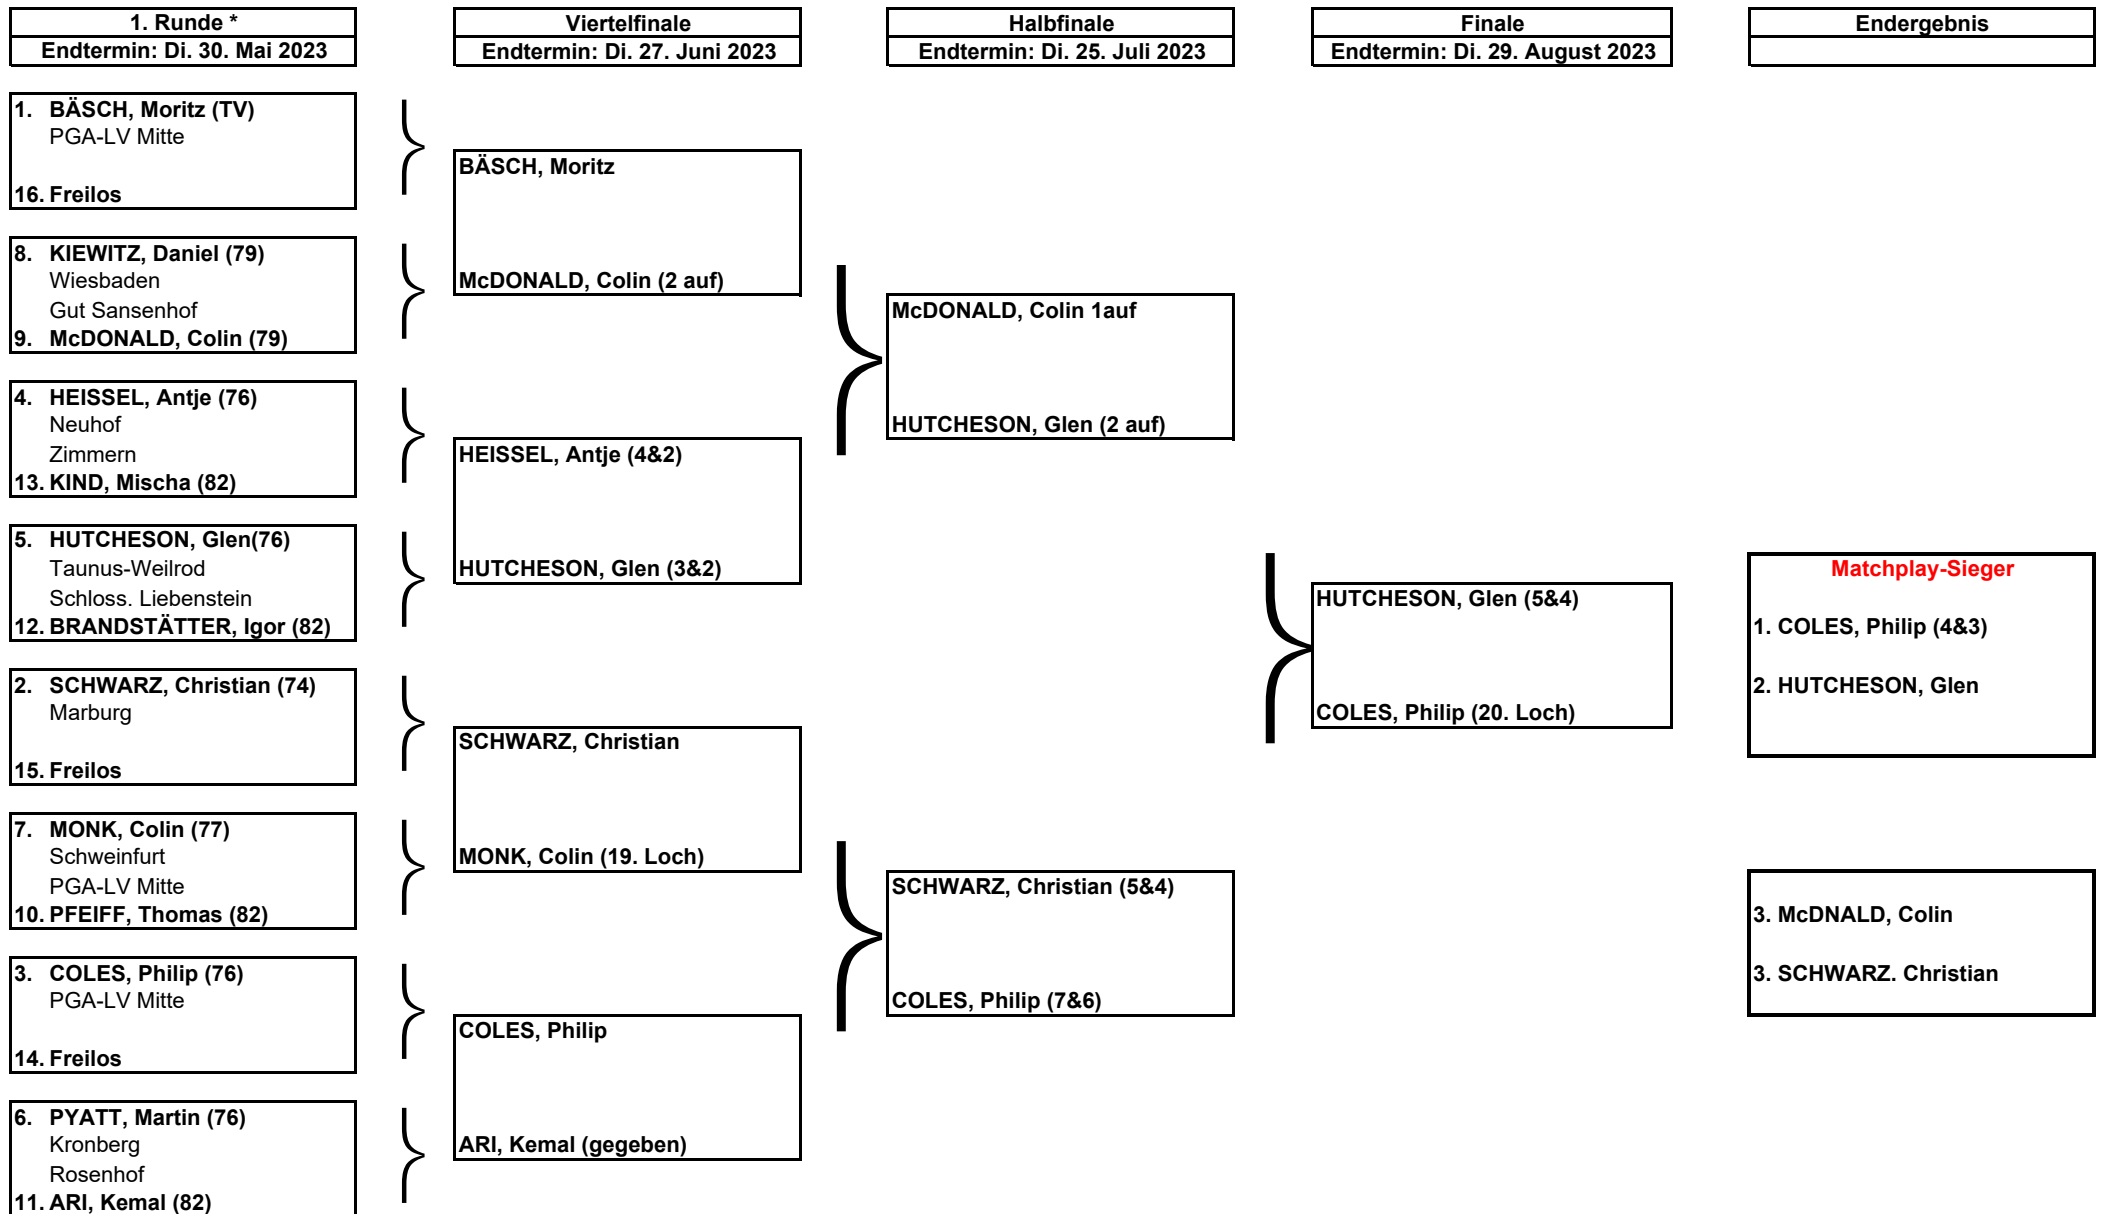 1. Runde *
Endtermin: Di. 30. Mai 2023
Viertelfinale
Endtermin: Di. 27. Juni 2023
Halbfinale
Endtermin: Di. 25. Juli 2023
Finale
Endtermin: Di. 29. August 2023
Endergebnis
1. BÄSCH, Moritz (TV)
PGA-LV Mitte
16. Freilos
8. KIEWITZ, Daniel (79)
Wiesbaden
Gut Sansenhof
9. McDONALD, Colin (79)
4. HEISSEL, Antje (76)
Neuhof
Zimmern
13. KIND, Mischa (82)
5. HUTCHESON, Glen(76)
Taunus-Weilrod
Schloss. Liebenstein
12. BRANDSTÄTTER, Igor (82)
2. SCHWARZ, Christian (74)
Marburg
15. Freilos
7. MONK, Colin (77)
Schweinfurt
PGA-LV Mitte
10. PFEIFF, Thomas (82)
3. COLES, Philip (76)
PGA-LV Mitte
14. Freilos
6. PYATT, Martin (76)
Kronberg
Rosenhof
11. ARI, Kemal (82)
BÄSCH, Moritz
McDONALD, Colin (2 auf)
HEISSEL, Antje (4&2)
HUTCHESON, Glen (3&2)
SCHWARZ, Christian
MONK, Colin (19. Loch)
COLES, Philip
ARI, Kemal (gegeben)
McDONALD, Colin 1auf
HUTCHESON, Glen (2 auf)
SCHWARZ, Christian (5&4)
COLES, Philip (7&6)
HUTCHESON, Glen (5&4)
COLES, Philip (20. Loch)
Matchplay-Sieger
1. COLES, Philip (4&3)
2. HUTCHESON, Glen
3. McDNALD, Colin
3. SCHWARZ. Christian